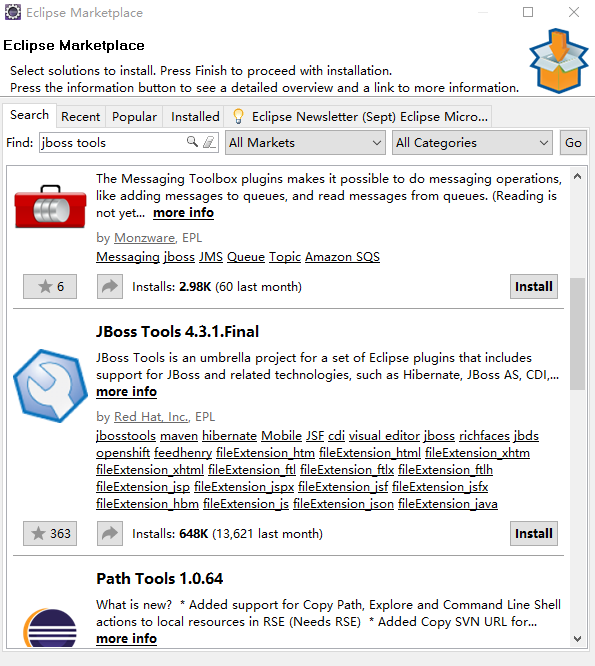 Eclipse Marketplace
Eclipse Marketplace
Select solutions to install. Press Finish to proceed with installation.
Press the information button to see a detailed overview and a link to more information.
Search Recent Popular Installed Eclipse Newsletter (Sept) Eclipse Micro...
Find: jboss tools All Markets All Categories Go
The Messaging Toolbox plugins makes it possible to do messaging operations,
like adding messages to queues, and read messages from queues. (Reading is
not yet... more info
by Monzware, EPL
Messaging jboss JMS Queue Topic Amazon SQS
6 Installs: 2.98K (60 last month) Install
JBoss Tools 4.3.1.Final
JBoss Tools is an umbrella project for a set of Eclipse plugins that includes
support for JBoss and related technologies, such as Hibernate, JBoss AS, CDI,...
more info
by Red Hat, Inc., EPL
jbosstools maven hibernate Mobile JSF cdi visual editor jboss richfaces jbds
openshift feedhenry fileExtension_htm fileExtension_html fileExtension_xhtm
fileExtension_xhtml fileExtension_ftl fileExtension_ftlx fileExtension_ftlh
fileExtension_jsp fileExtension_jspx fileExtension_jsf fileExtension_jsfx
fileExtension_hbm fileExtension_js fileExtension_json fileExtension_java
363 Installs: 648K (13,621 last month) Install
Path Tools 1.0.64
What is new? * Added support for Copy Path, Explore and Command Line Shell
actions to local resources in RSE (Needs RSE) * Added Copy SVN URL for...
more info